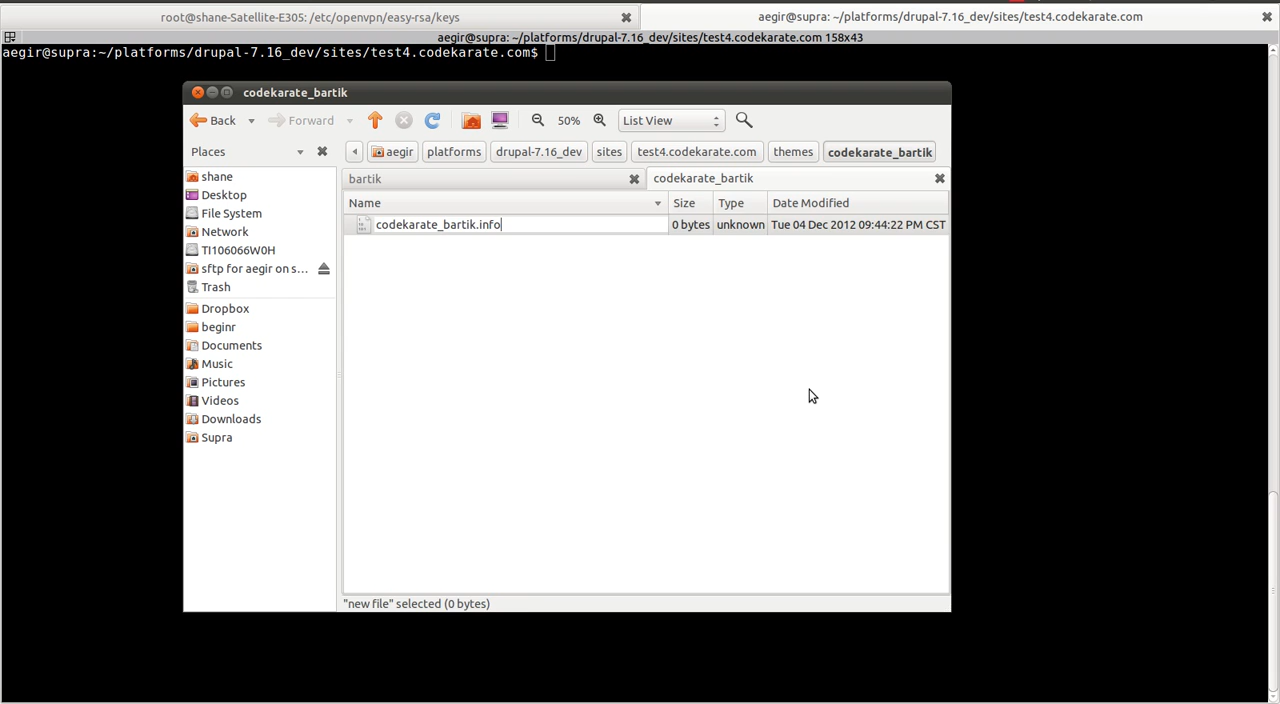 root@shane-Satellite-E305: /etc/openvpn/easy-rsa/keys
aegir@supra: ~/platforms/drupal-7.16_dev/sites/test4.codekarate.com
aegir@supra: ~/platforms/drupal-7.16_dev/sites/test4.codekarate.com 158x43
aegir@supra:~/platforms/drupal-7.16_dev/sites/test4.codekarate.com$
codekarate_bartik
Back Forward 50% List View
Places aegir platforms drupal-7.16_dev sites test4.codekarate.com themes codekarate_bartik
shane
Desktop
File System
Network
TI106066W0H
sftp for aegir on s...
Trash
Dropbox
beginr
Documents
Music
Pictures
Videos
Downloads
Supra
bartik codekarate_bartik
Name Size Type Date Modified
codekarate_bartik.info 0 bytes unknown Tue 04 Dec 2012 09:44:22 PM CST
"new file" selected (0 bytes)